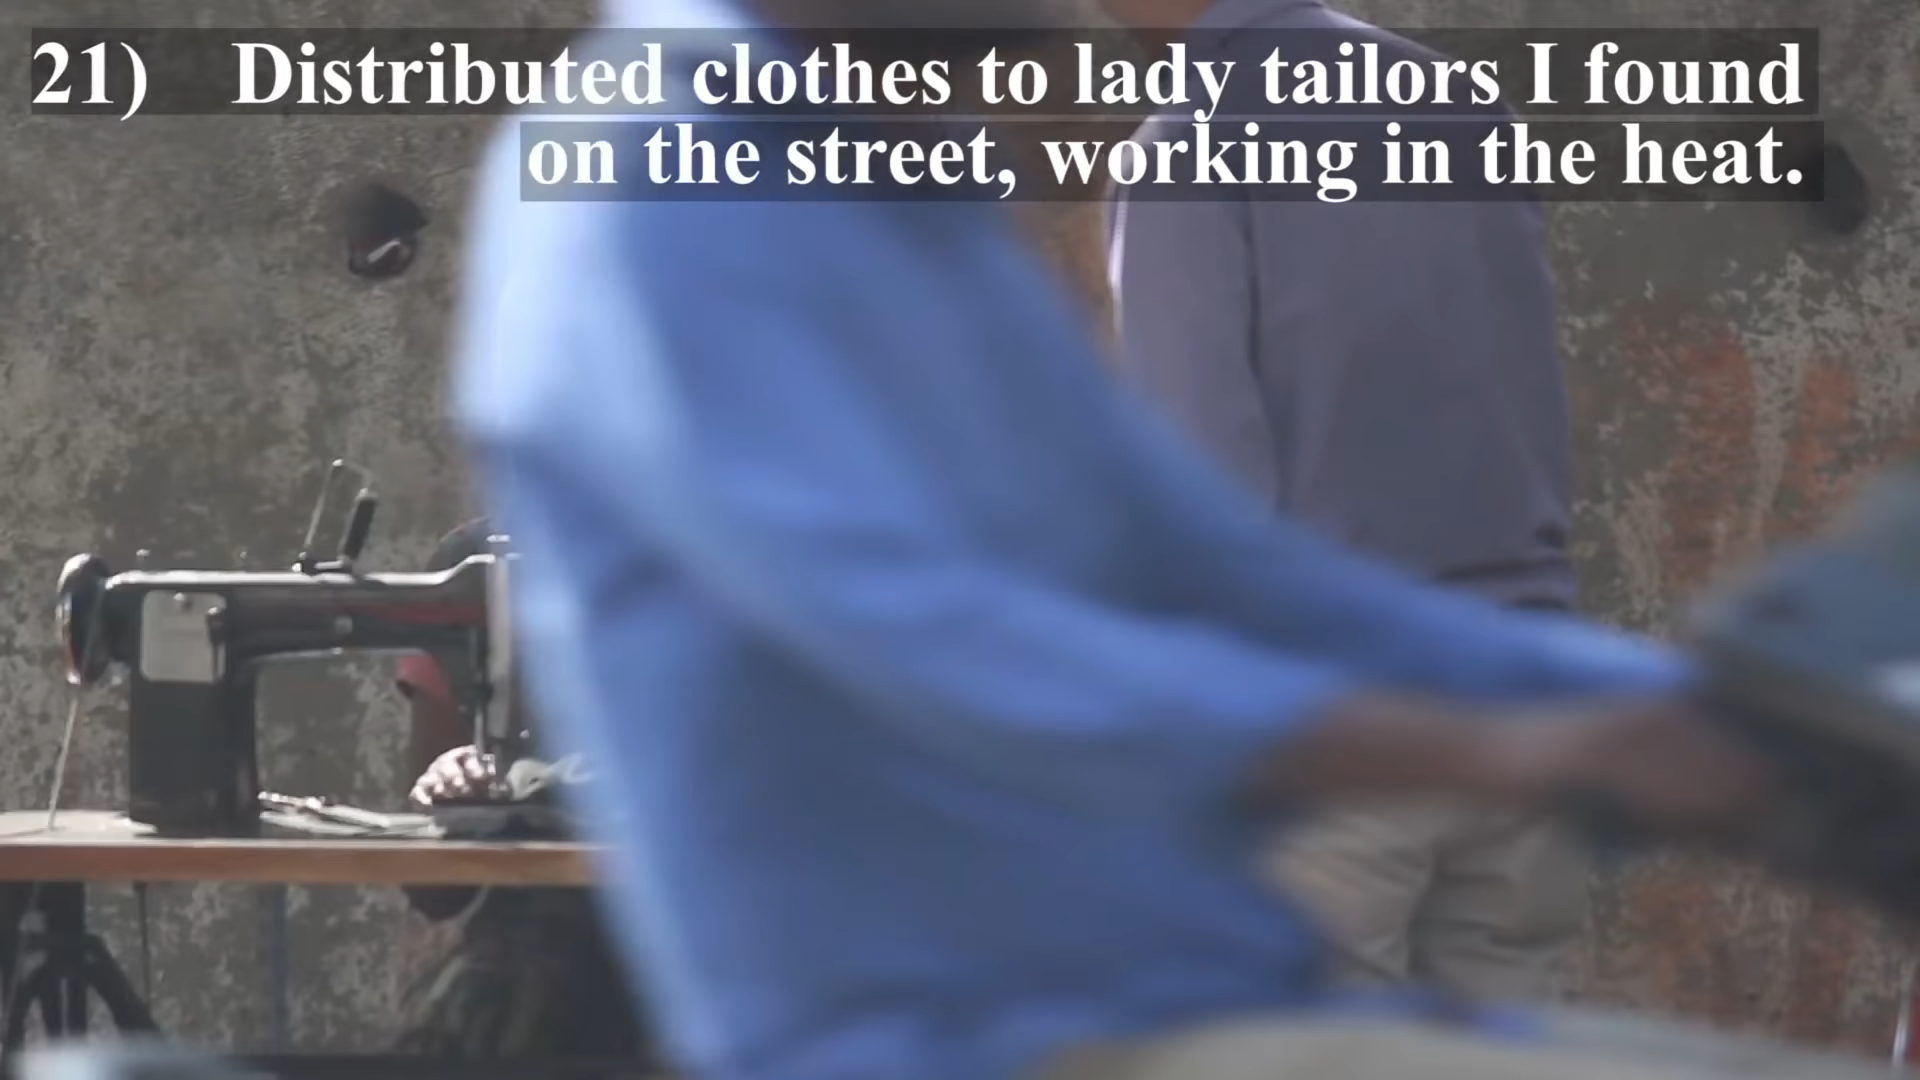 21) Distributed clothes to lady tailors I found
on the street, working in the heat.